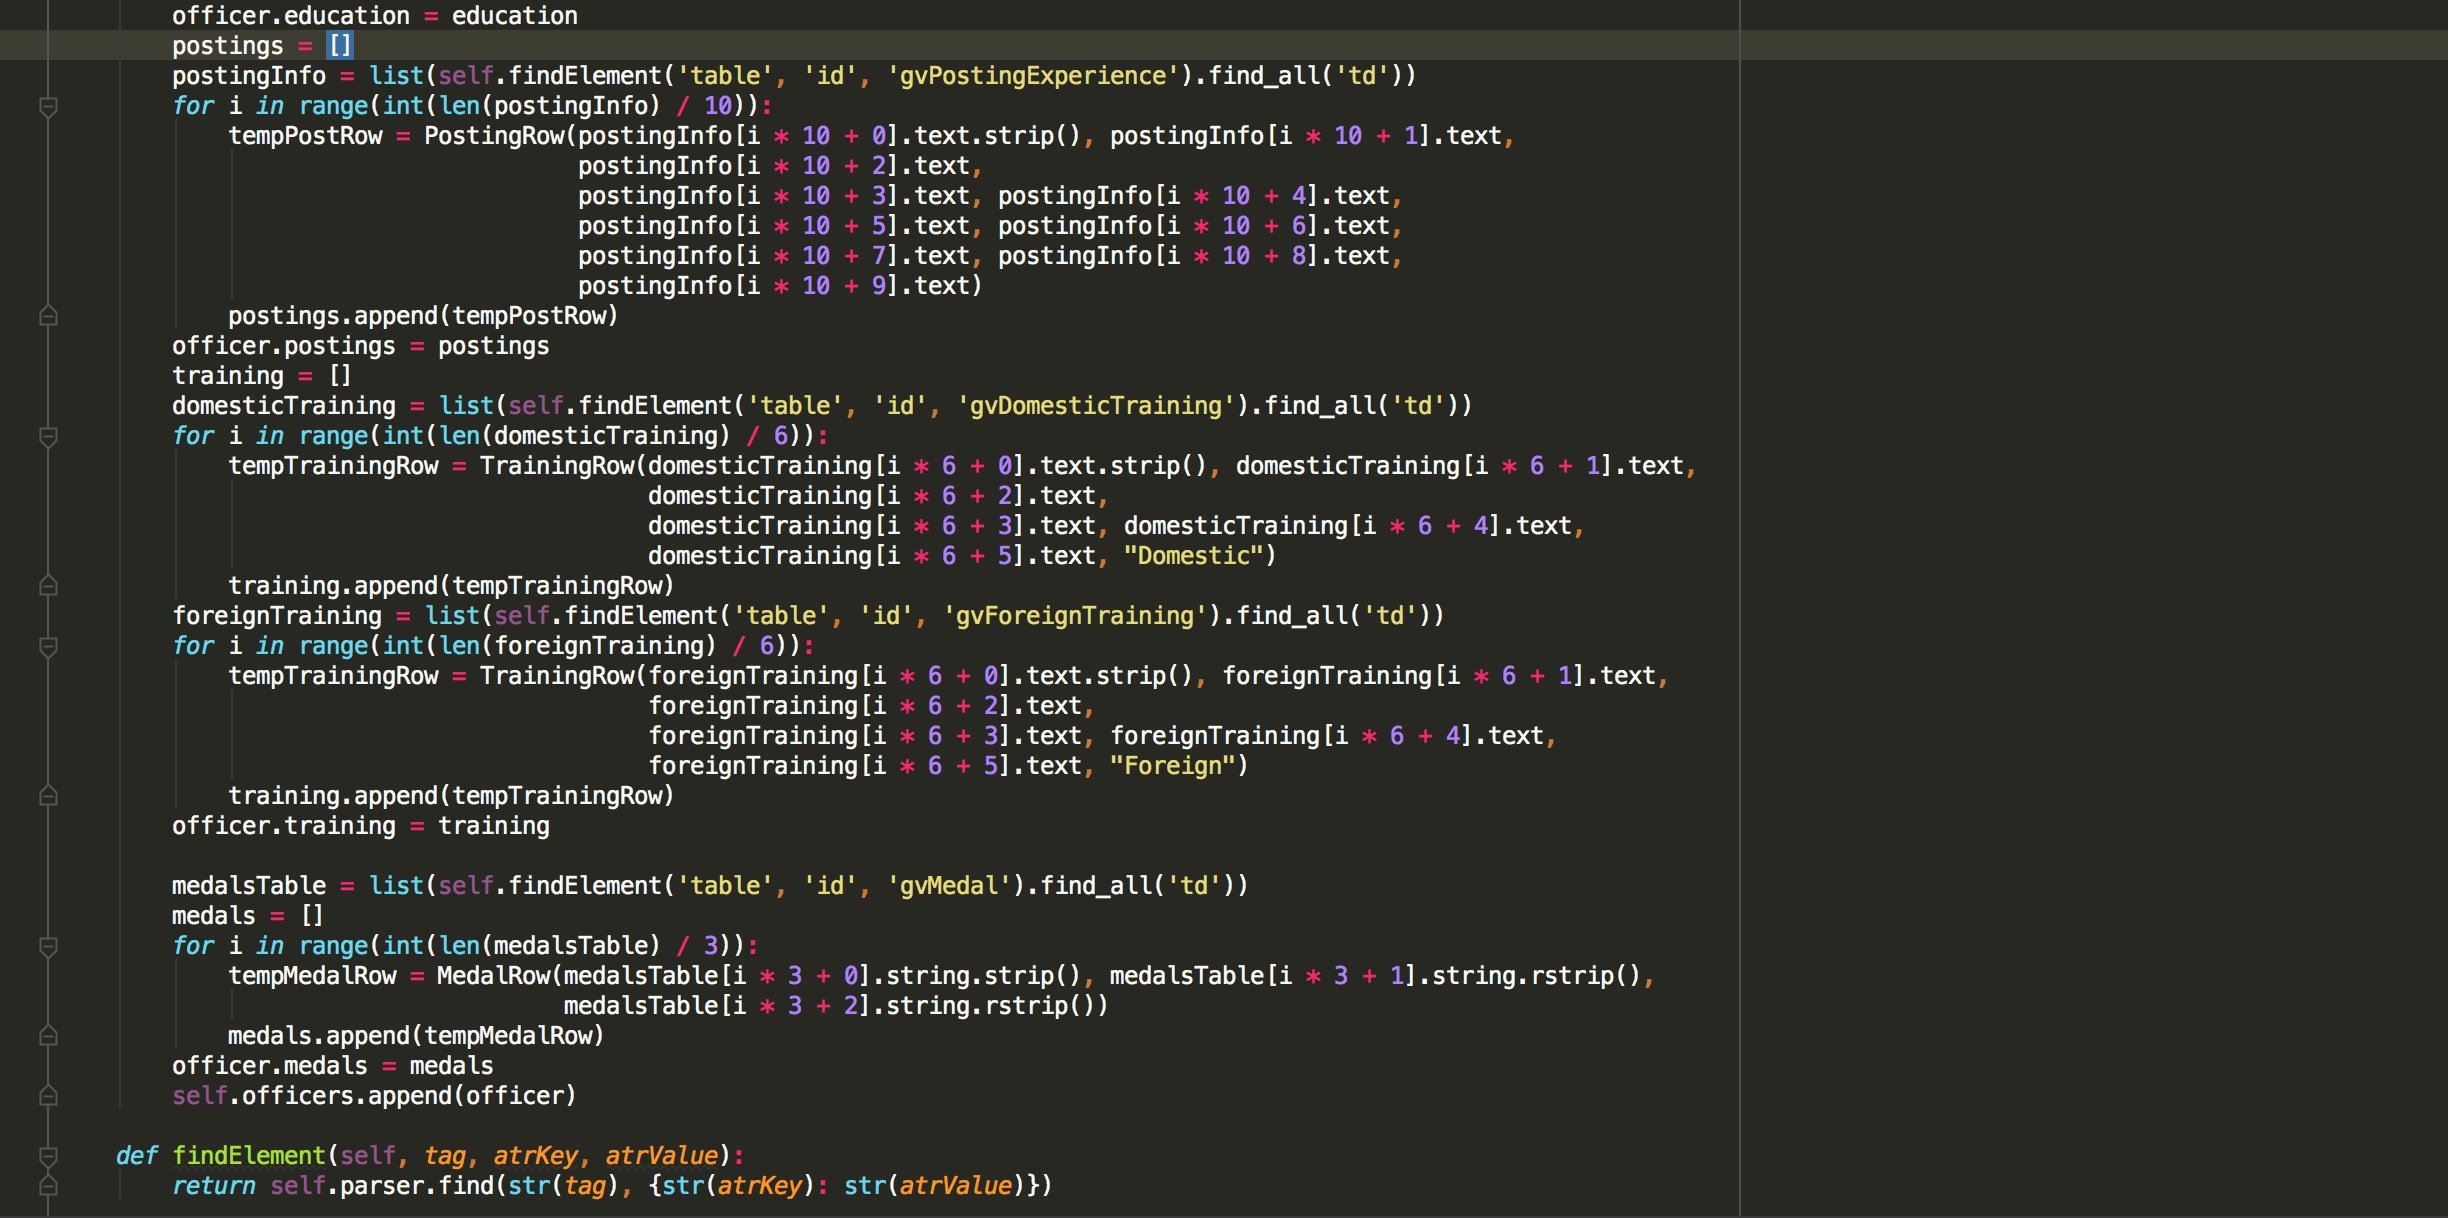 officer.education = education
postings = []
postingInfo = list(self.findElement('table', 'id', 'gvPostingExperience').find_all('td'))
for i in range(int(len(postingInfo) / 10)):
tempPostRow = PostingRow(postingInfo[i * 10 + 0].text.strip(), postingInfo[i * 10 + 1].text,
postingInfo[i * 10 + 2].text,
postingInfo[i * 10 + 3].text, postingInfo[i * 10 + 4].text,
postingInfo[i * 10 + 5].text, postingInfo[i * 10 + 6].text,
postingInfo[i * 10 + 7].text, postingInfo[i * 10 + 8].text,
postingInfo[i * 10 + 9].text)
postings.append(tempPostRow)
officer.postings = postings
training = []
domesticTraining = list(self.findElement('table', 'id', 'gvDomesticTraining').find_all('td'))
for i in range(int(len(domesticTraining) / 6)):
tempTrainingRow = TrainingRow(domesticTraining[i * 6 + 0].text.strip(), domesticTraining[i * 6 + 1].text,
domesticTraining[i * 6 + 2].text,
domesticTraining[i * 6 + 3].text, domesticTraining[i * 6 + 4].text,
domesticTraining[i * 6 + 5].text, "Domestic")
training.append(tempTrainingRow)
foreignTraining = list(self.findElement('table', 'id', 'gvForeignTraining').find_all('td'))
for i in range(int(len(foreignTraining) / 6)):
tempTrainingRow = TrainingRow(foreignTraining[i * 6 + 0].text.strip(), foreignTraining[i * 6 + 1].text,
foreignTraining[i * 6 + 2].text,
foreignTraining[i * 6 + 3].text, foreignTraining[i * 6 + 4].text,
foreignTraining[i * 6 + 5].text, "Foreign")
training.append(tempTrainingRow)
officer.training = training
medalsTable = list(self.findElement('table', 'id', 'gvMedal').find_all('td'))
medals = []
for i in range(int(len(medalsTable) / 3)):
tempMedalRow = MedalRow(medalsTable[i * 3 + 0].string.strip(), medalsTable[i * 3 + 1].string.rstrip(),
medalsTable[i * 3 + 2].string.rstrip())
medals.append(tempMedalRow)
officer.medals = medals
self.officers.append(officer)
def findElement(self, tag, atrKey, atrValue):
return self.parser.find(str(tag), {str(atrKey): str(atrValue)})